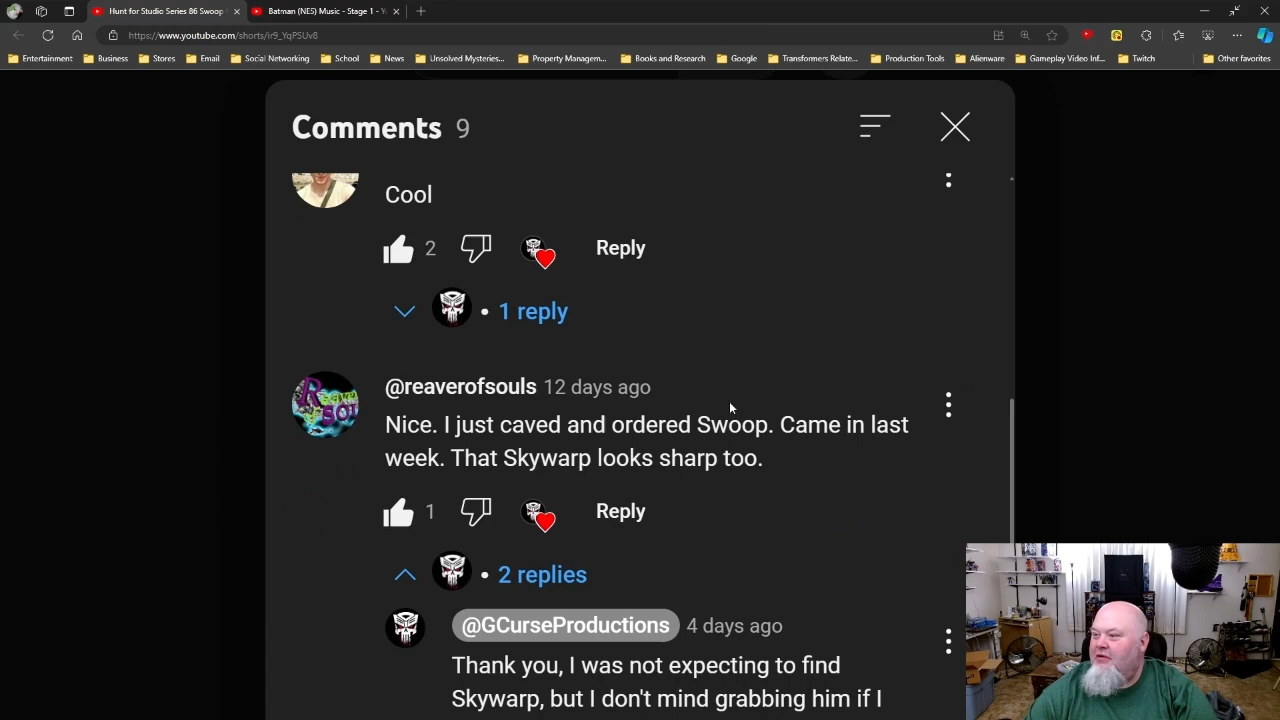 Hunt for Studio Series 86 Swoop
Batman (NES) Music - Stage 1 - Y
https://www.youtube.com/shorts/ir9_YqPSUv8
Entertainment Business Stores Email Social Networking School News Unsolved Mysteries... Property Managem... Books and Research Google Transformers Relate... Production Tools Alienware Gameplay Video Inf... Twitch Other favorites
Comments 9
Cool
2 Reply
• 1 reply
@reaverofsouls 12 days ago
Nice. I just caved and ordered Swoop. Came in last
week. That Skywarp looks sharp too.
1 Reply
• 2 replies
@GCurseProductions 4 days ago
Thank you, I was not expecting to find
Skywarp, but I don't mind grabbing him if I